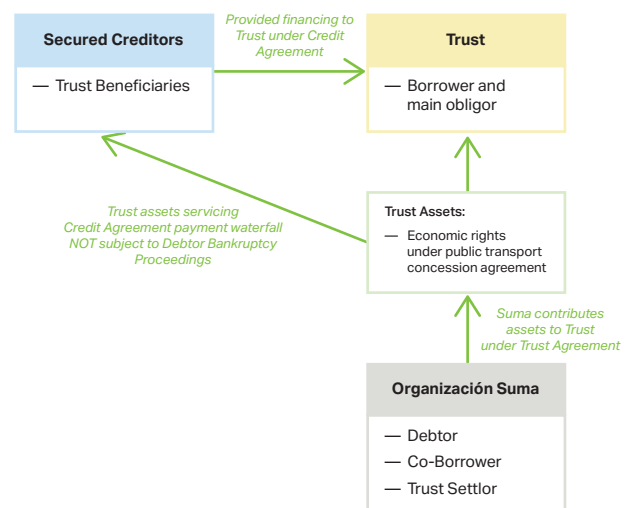 Secured Creditors
— Trust Beneficiaries
Provided financing to
Trust under Credit
Agreement
Trust
— Borrower and
main obligor
Trust assets servicing
Credit Agreement payment waterfall
NOT subject to Debtor Bankruptcy
Proceedings
Trust Assets:
— Economic rights
under public transport
concession agreement
Suma contributes
assets to Trust
under Trust Agreement
Organización Suma
— Debtor
— Co-Borrower
— Trust Settlor